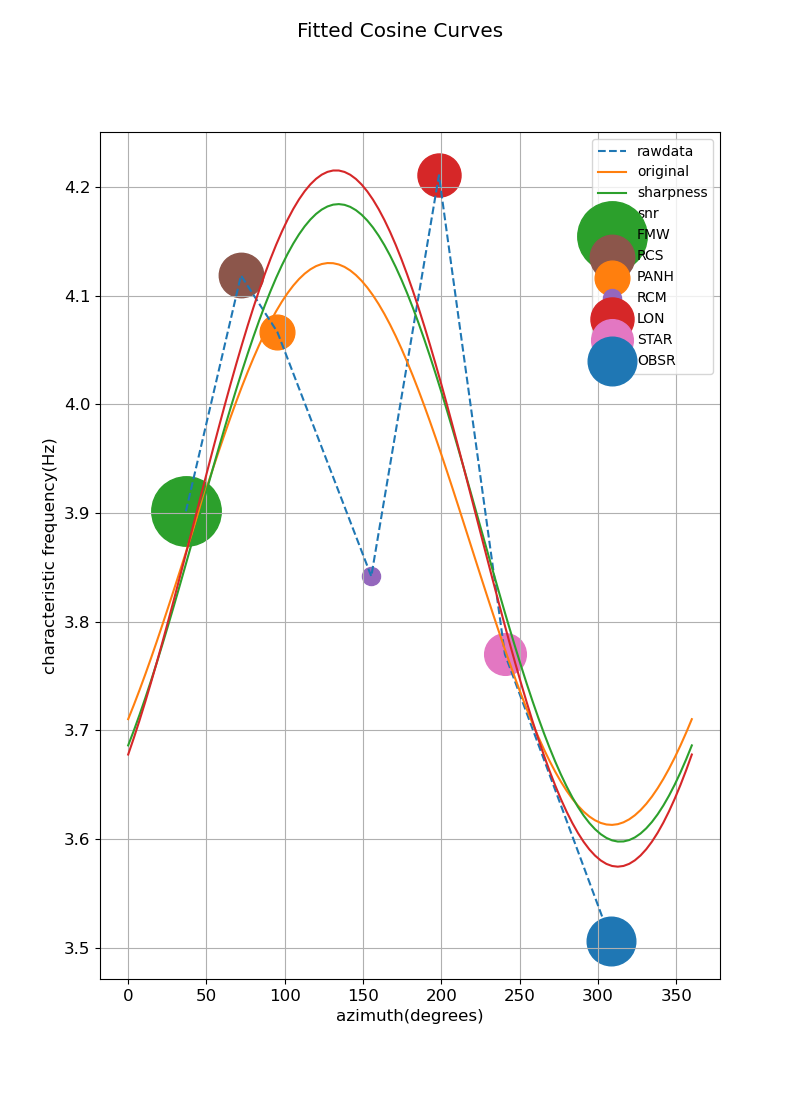 Fitted Cosine Curves
rawdata
original
sharpness
snr
FMW
RCS
PANH
RCM
LON
STAR
OBSR
characteristic frequency(Hz)
4.2
4.1
4.0
3.9
3.8
3.7
3.6
3.5
0 50 100 150 200 250 300 350
azimuth(degrees)